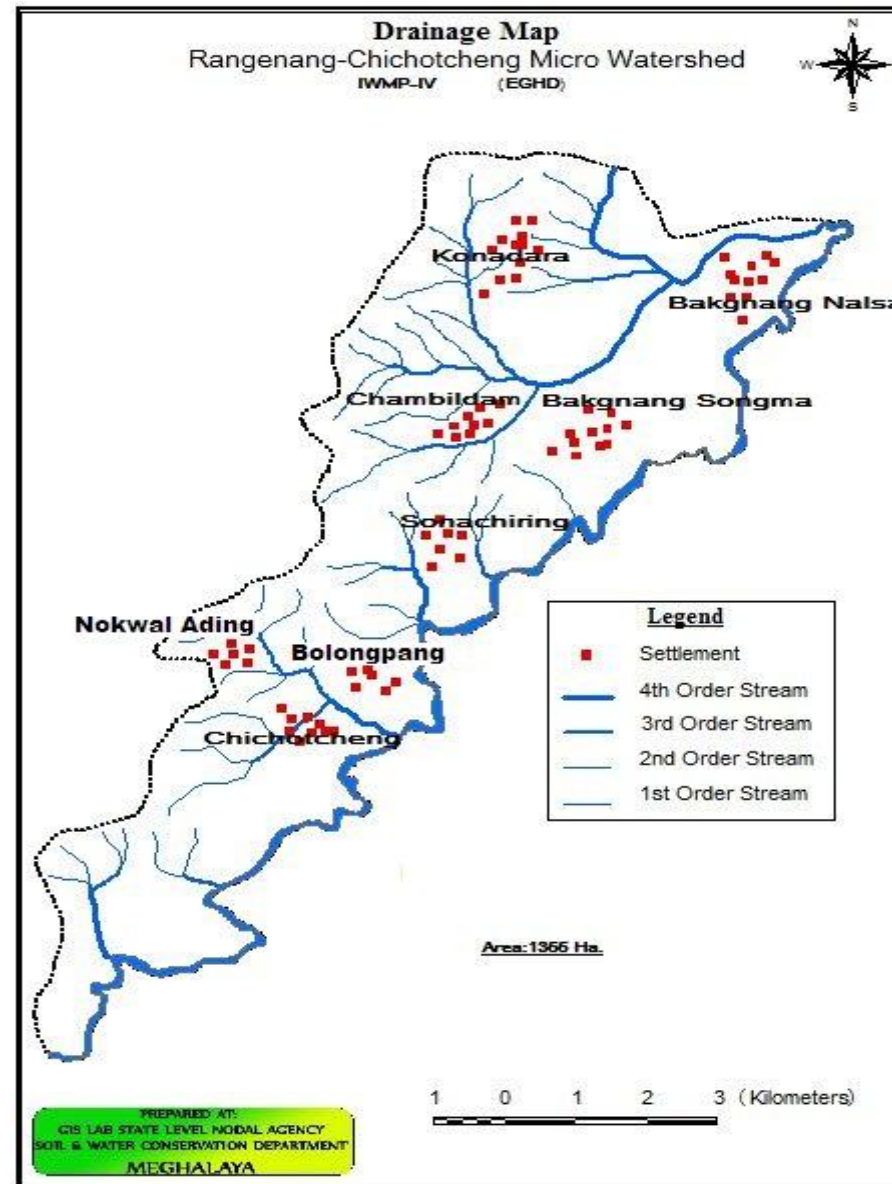 Drainage Map
Rangenang-Chichotcheng Micro Watershed
IWMP-IV (EGHD)
N
W
S
Konadara
Bakgnang Nalsa
Chambildam
Bakgnang Songma
Sonachiring
Nokwal Ading
Bolongpang
Chichotcheng
Legend
Settlement
4th Order Stream
3rd Order Stream
2nd Order Stream
1st Order Stream
Area:1366 Ha.
1 0 1 2 3 (Kilometers)
PREPARED AT:
GIS LAB STATE LEVEL NODAL AGENCY
SOIL & WATER CONSERVATION DEPARTMENT
MEGHALAYA